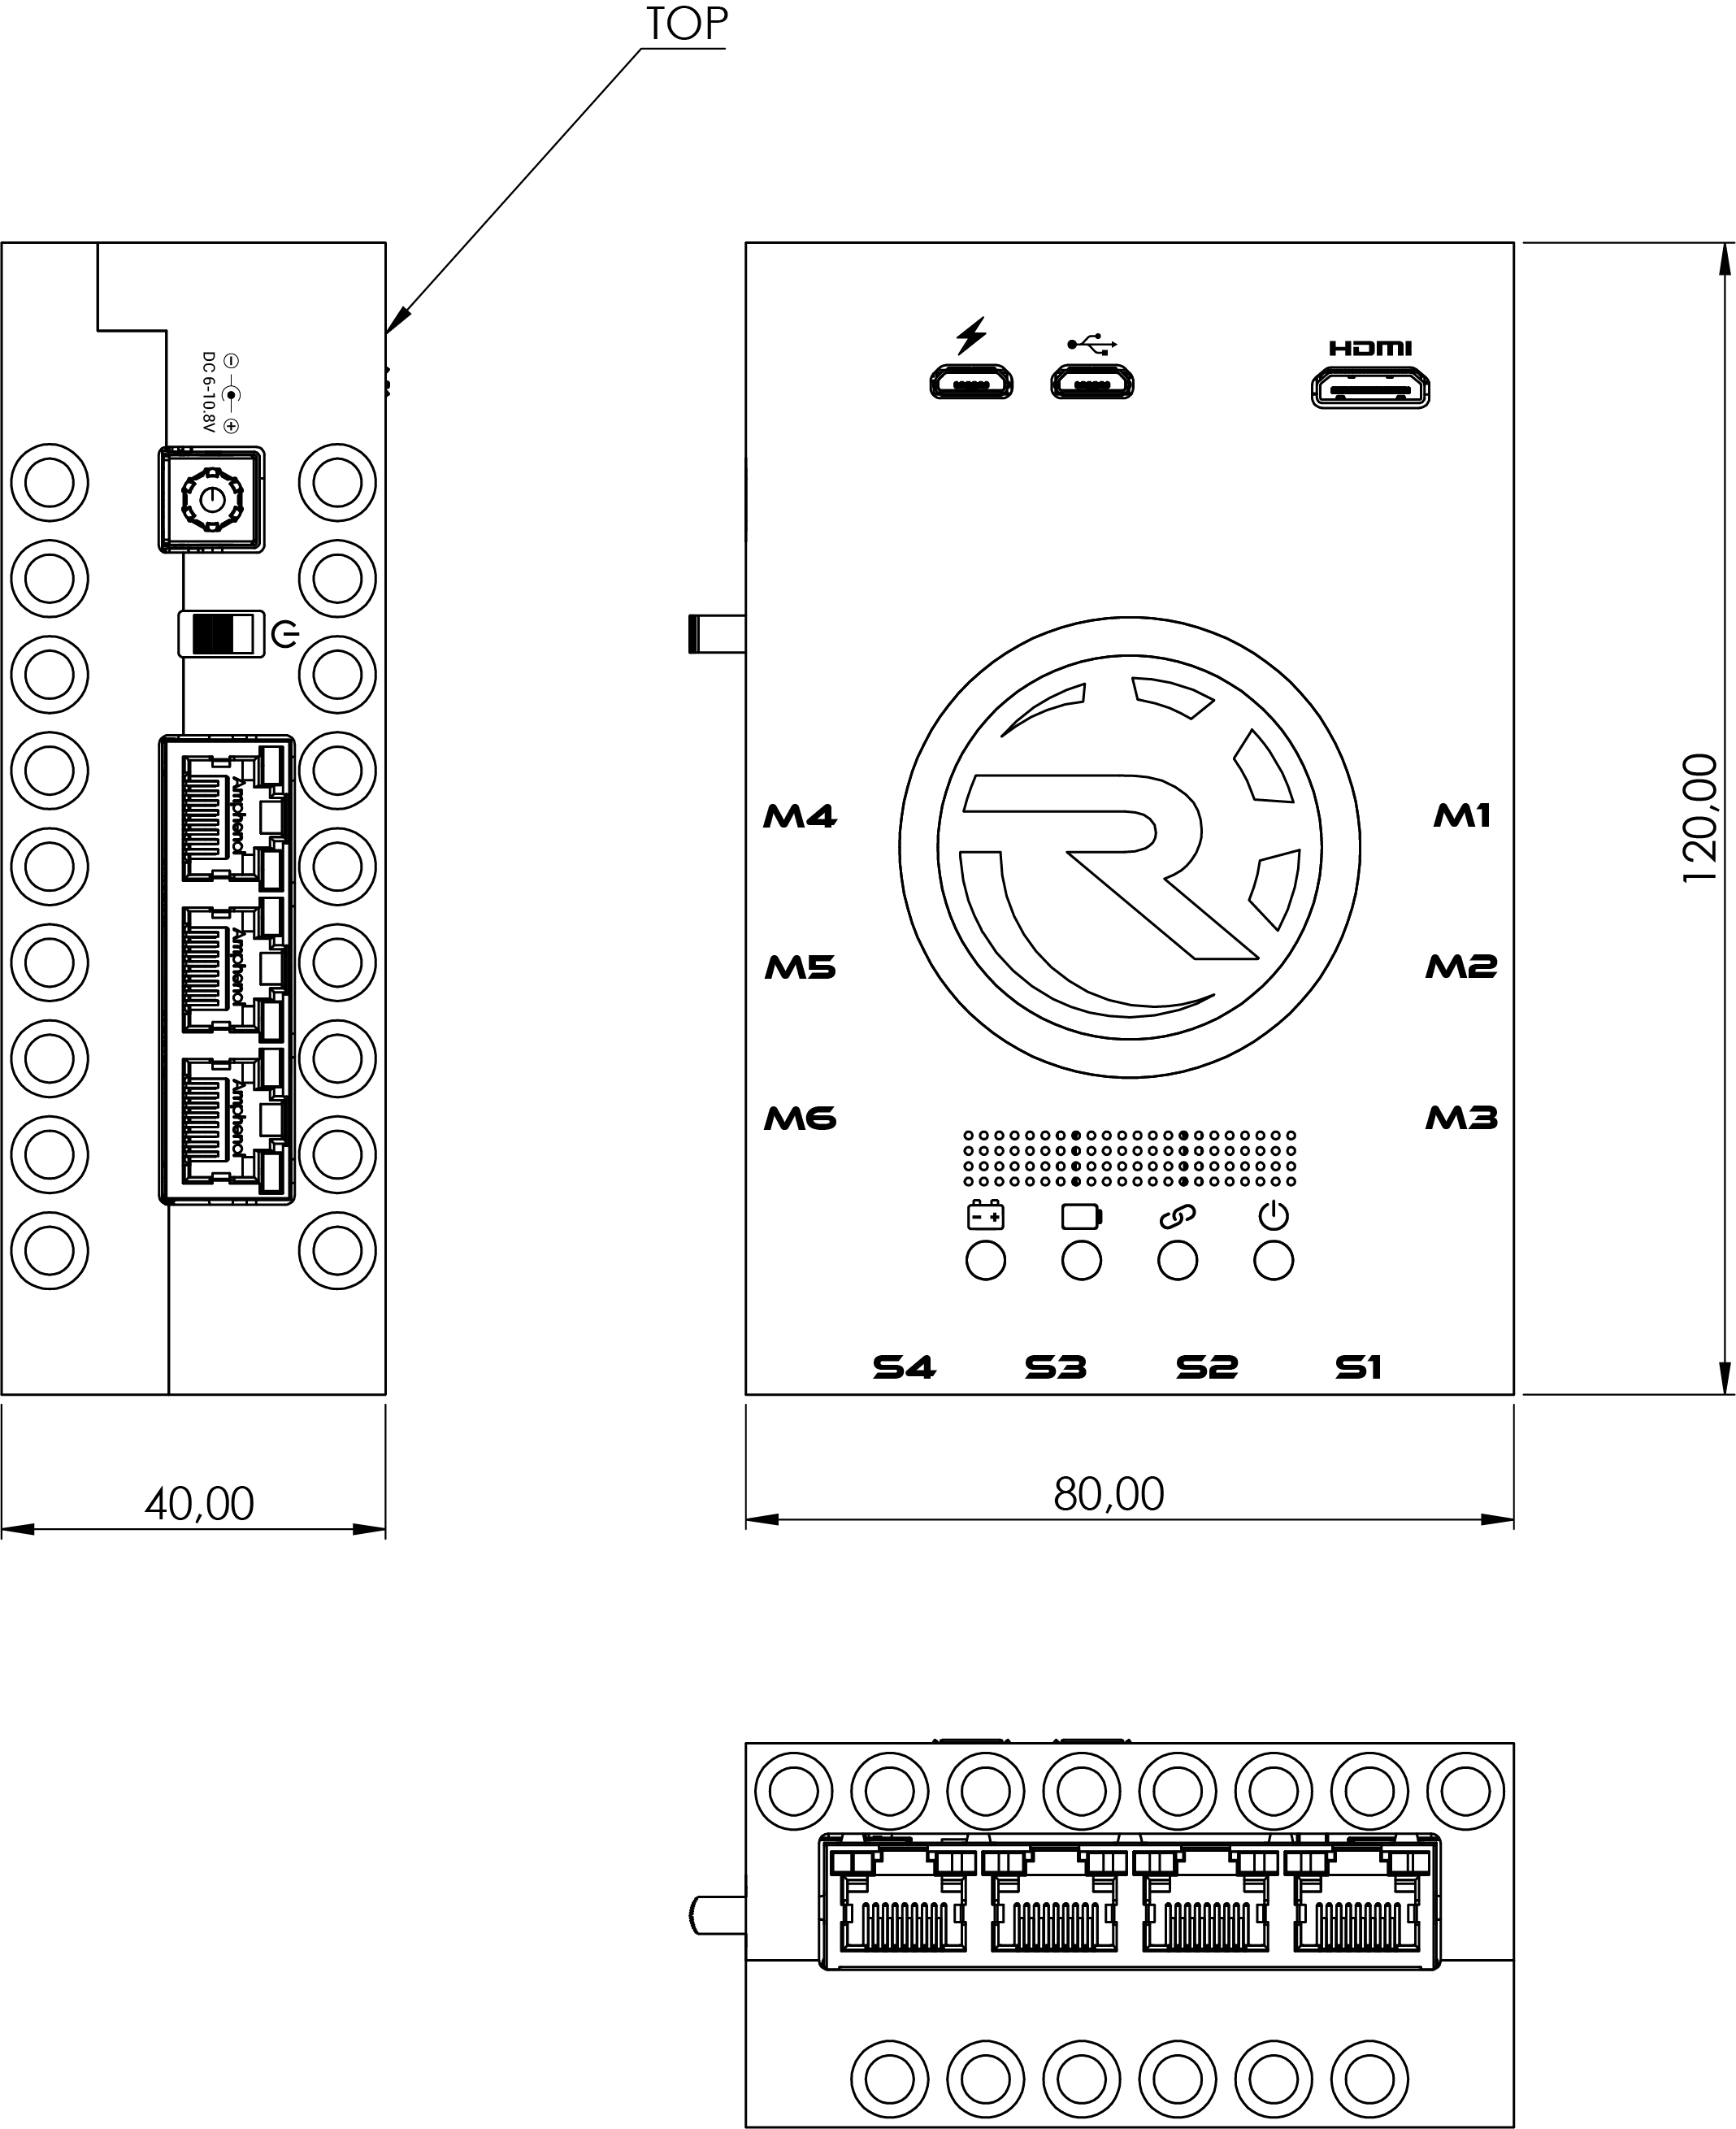 TOP
HDMI
DC 6-10.8V
M4
M1
Amphenol
120,00
M5
M2
Amphenol
M6
M3
Amphenol
S4
S3
S2
S1
40,00
80,00